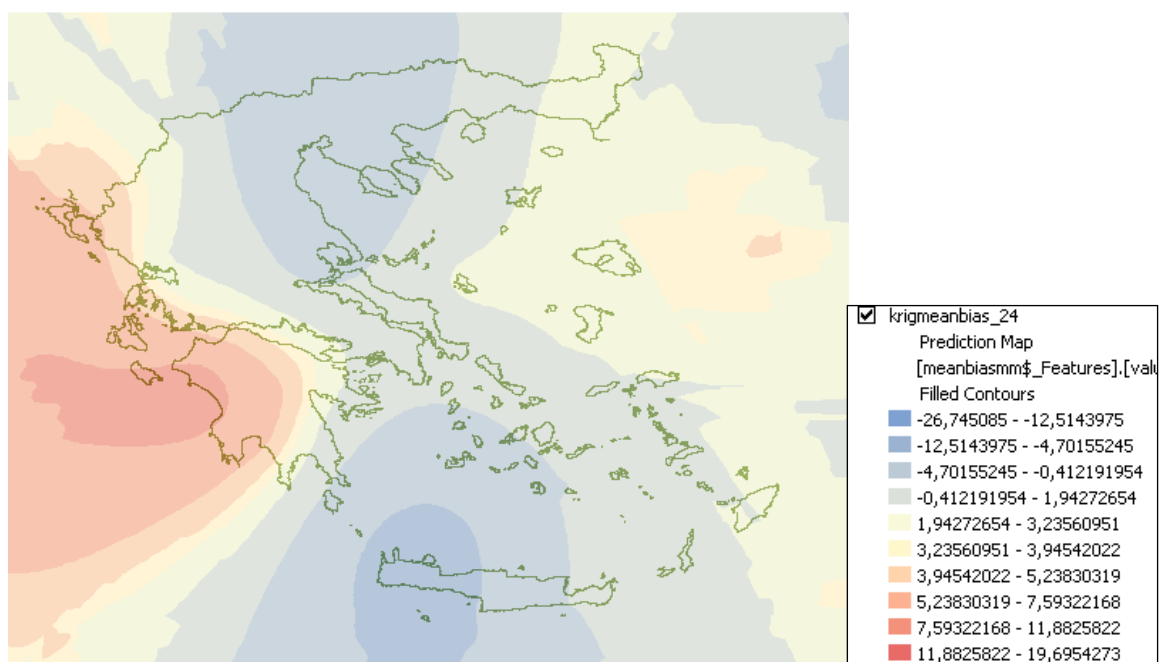 krigmeanbias_24
Prediction Map
[meanbiasmm$_Features].[valu
Filled Contours
-26,745085 - -12,5143975
-12,5143975 - -4,70155245
-4,70155245 - -0,412191954
-0,412191954 - 1,94272654
1,94272654 - 3,23560951
3,23560951 - 3,94542022
3,94542022 - 5,23830319
5,23830319 - 7,59322168
7,59322168 - 11,8825822
11,8825822 - 19,6954273